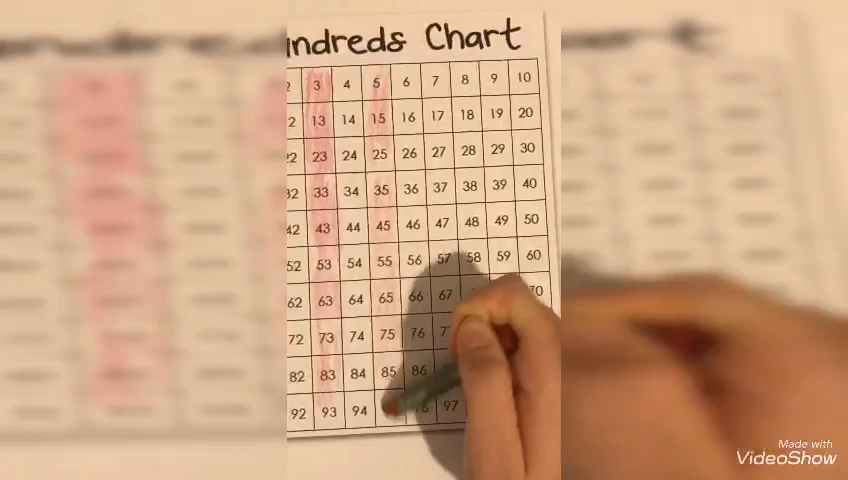 undreds Chart
2 3 4 5 6 7 8 9 10
2 13 14 15 16 17 18 19 20
22 23 24 25 26 27 28 29 30
32 33 34 35 36 37 38 39 40
42 43 44 45 46 47 48 49 50
52 53 54 55 56 57 58 59 60
62 63 64 65 66 67 70
72 73 74 75 76
82 83 84 85 86
92 93 94 97
Made with
VideoShow